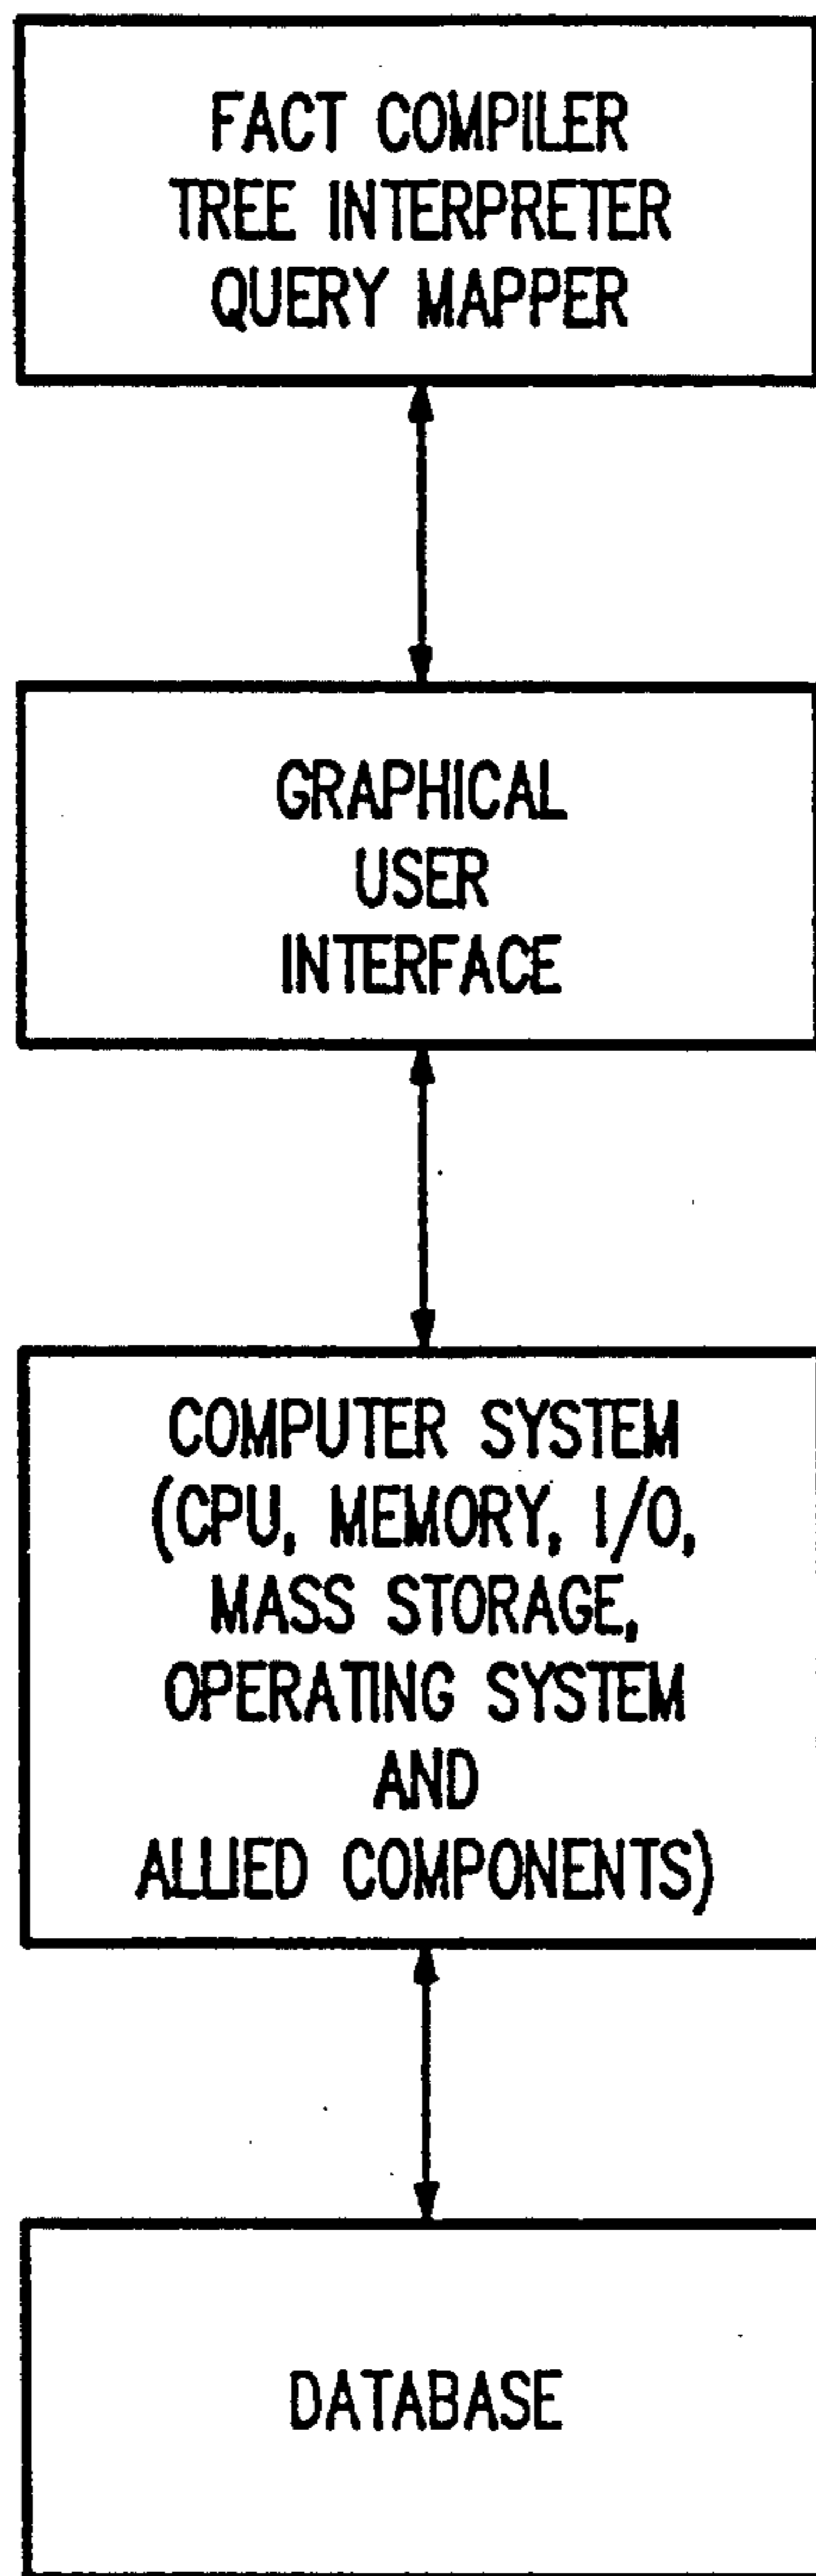 FACT COMPILER
TREE INTERPRETER
QUERY MAPPER
GRAPHICAL
USER
INTERFACE
COMPUTER SYSTEM
(CPU, MEMORY, I/O,
MASS STORAGE,
OPERATING SYSTEM
AND
ALLIED COMPONENTS)
DATABASE